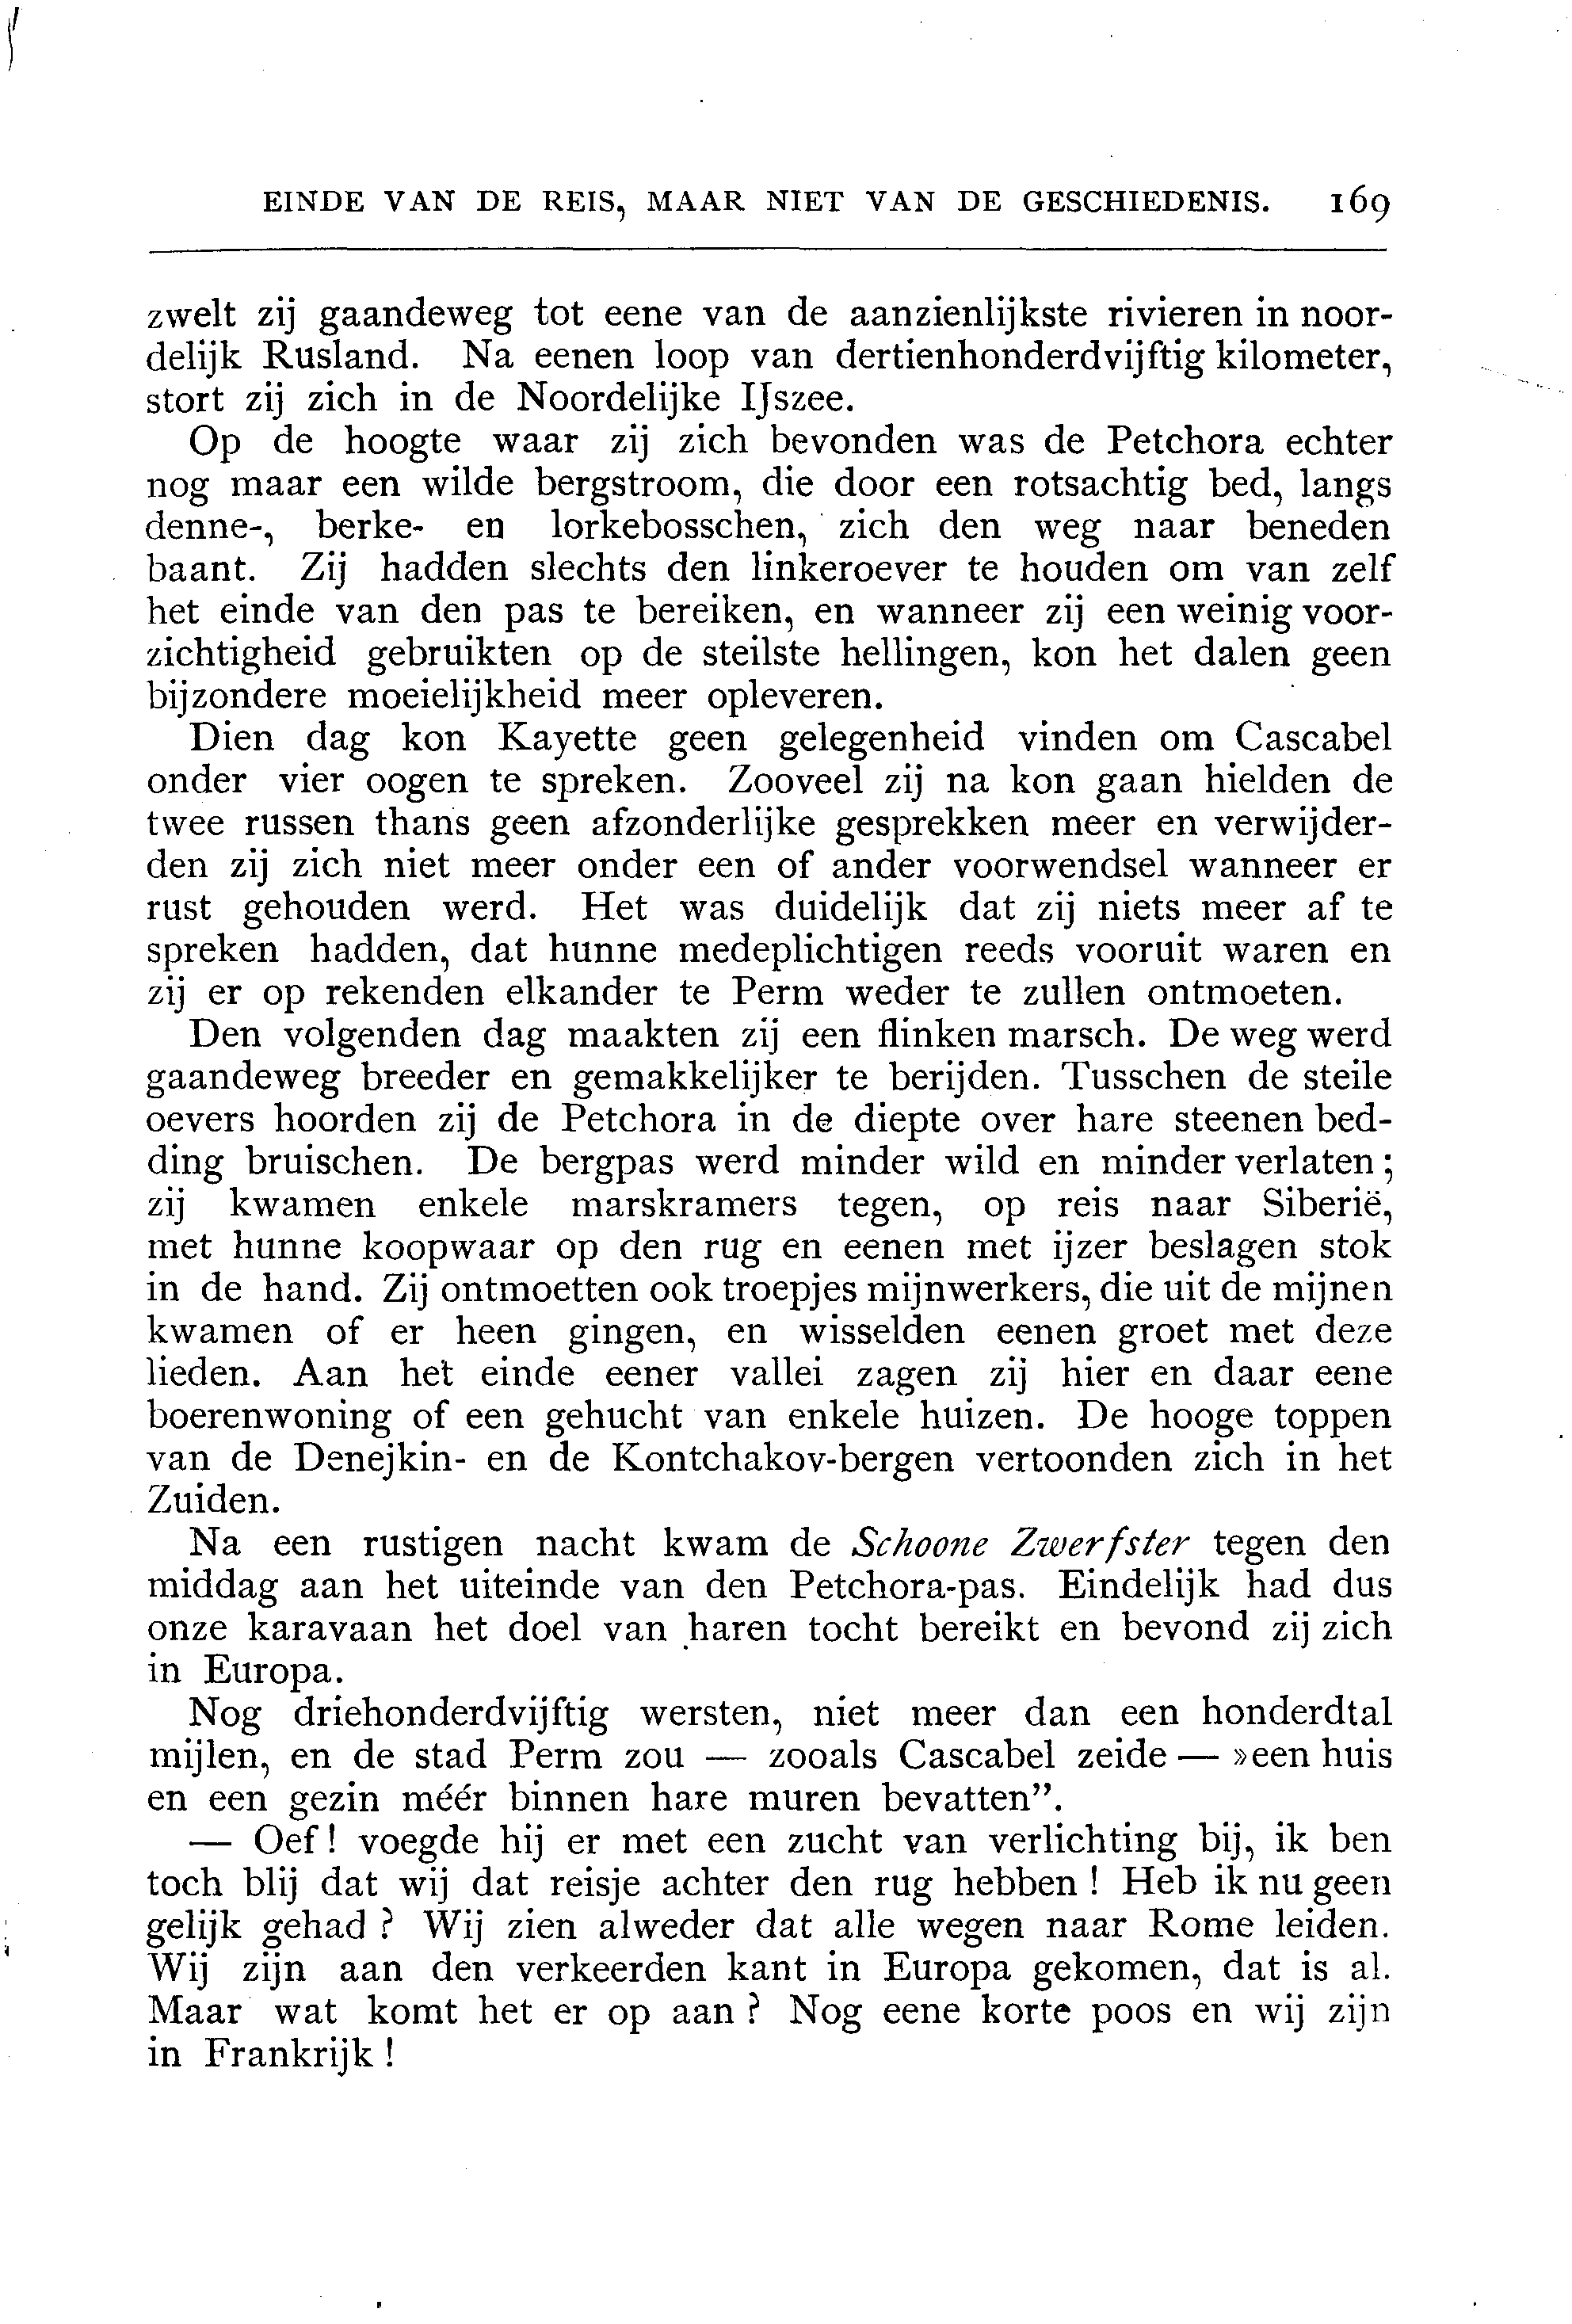 EINDE VAN DE REIS, MAAR NIET VAN DE GESCHIEDENIS. 169
zwelt zij gaandeweg tot eene van de aanzienlijkste rivieren in noor-
delijk Rusland. Na eenen loop van dertienhonderdvijftig kilometer,
stort zij zich in de Noordelijke IJszee.
Op de hoogte waar zij zich bevonden was de Petchora echter
nog maar een wilde bergstroom, die door een rotsachtig bed, langs
denne-, berke- en lorkebosschen, zich den weg naar beneden
baant. Zij hadden slechts den linkeroever te houden om van zelf
het einde van den pas te bereiken, en wanneer zij een weinig voor-
zichtigheid gebruikten op de steilste hellingen, kon het dalen geen
bijzondere moeielijkheid meer opleveren.
Dien dag kon Kayette geen gelegenheid vinden om Cascabel
onder vier oogen te spreken. Zooveel zij na kon gaan hielden de
twee russen thans geen afzonderlijke gesprekken meer en verwijder-
den zij zich niet meer onder een of ander voorwendsel wanneer er
rust gehouden werd. Het was duidelijk dat zij niets meer af te
spreken hadden, dat hunne medeplichtigen reeds vooruit waren en
zij er op rekenden elkander te Perm weder te zullen ontmoeten.
Den volgenden dag maakten zij een flinken marsch. De weg werd
gaandeweg breeder en gemakkelijker te berijden. Tusschen de steile
oevers hoorden zij de Petchora in de diepte over hare steenen bed-
ding bruischen. De bergpas werd minder wild en minder verlaten;
zij kwamen enkele marskramers tegen, op reis naar Siberië,
met hunne koopwaar op den rug en eenen met ijzer beslagen stok
in de hand. Zij ontmoetten ook troepjes mijnwerkers, die uit de mijnen
kwamen of er heen gingen, en wisselden eenen groet met deze
lieden. Aan het einde eener vallei zagen zij hier en daar eene
boerenwoning of een gehucht van enkele huizen. De hooge toppen
van de Denejkin- en de Kontchakov-bergen vertoonden zich in het
Zuiden.
Na een rustigen nacht kwam de Schoone Zwerfster tegen den
middag aan het uiteinde van den Petchora-pas. Eindelijk had dus
onze karavaan het doel van haren tocht bereikt en bevond zij zich
in Europa.
Nog driehonderdvijftig wersten, niet meer dan een honderdtal
mijlen, en de stad Perm zou — zooals Cascabel zeide — »een huis
en een gezin méér binnen hare muren bevatten”.
— Oef! voegde hij er met een zucht van verlichting bij, ik ben
toch blij dat wij dat reisje achter den rug hebben! Heb ik nu geen
gelijk gehad? Wij zien alweder dat alle wegen naar Rome leiden.
Wij zijn aan den verkeerden kant in Europa gekomen, dat is al.
Maar wat komt het er op aan? Nog eene korte poos en wij zijn
in Frankrijk!